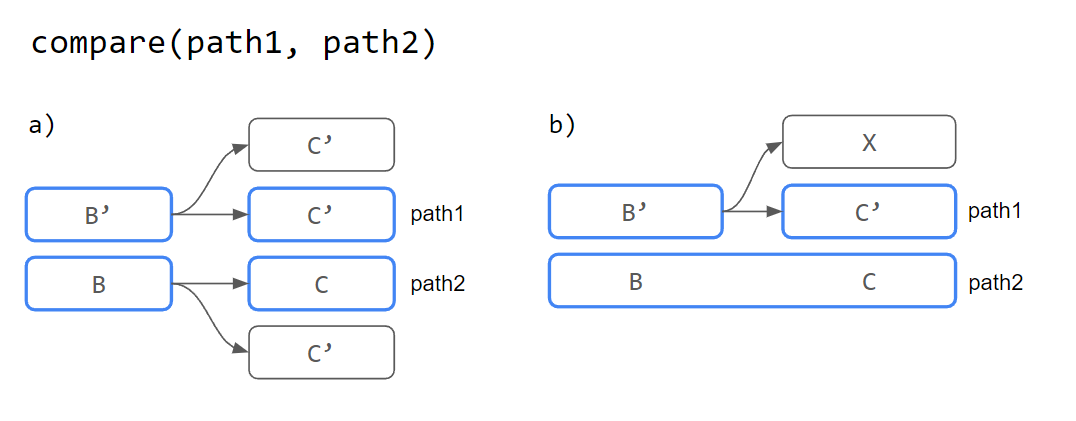 compare(path1, path2)
a)
C’
B’ C’ path1
B C path2
C’
b)
X
B’ C’ path1
B C path2